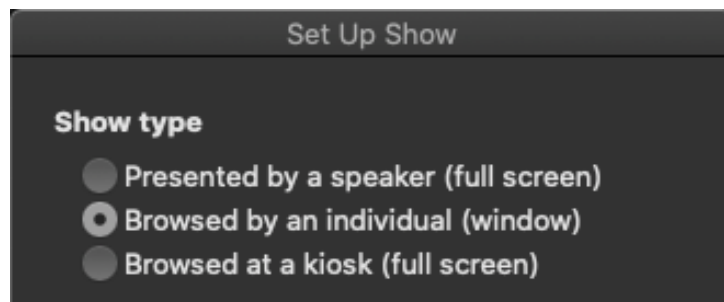 Set Up Show
Show type
Presented by a speaker (full screen)
Browsed by an individual (window)
Browsed at a kiosk (full screen)